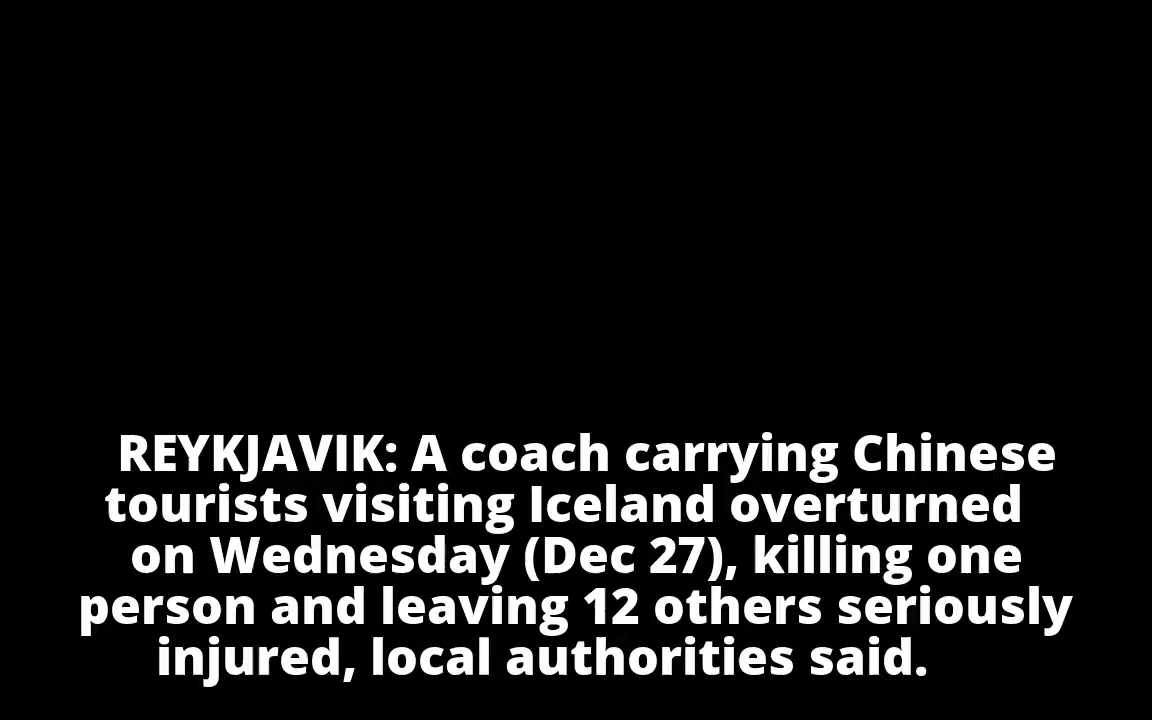 REYKJAVIK: A coach carrying Chinese
tourists visiting Iceland overturned
on Wednesday (Dec 27), killing one
person and leaving 12 others seriously
injured, local authorities said.